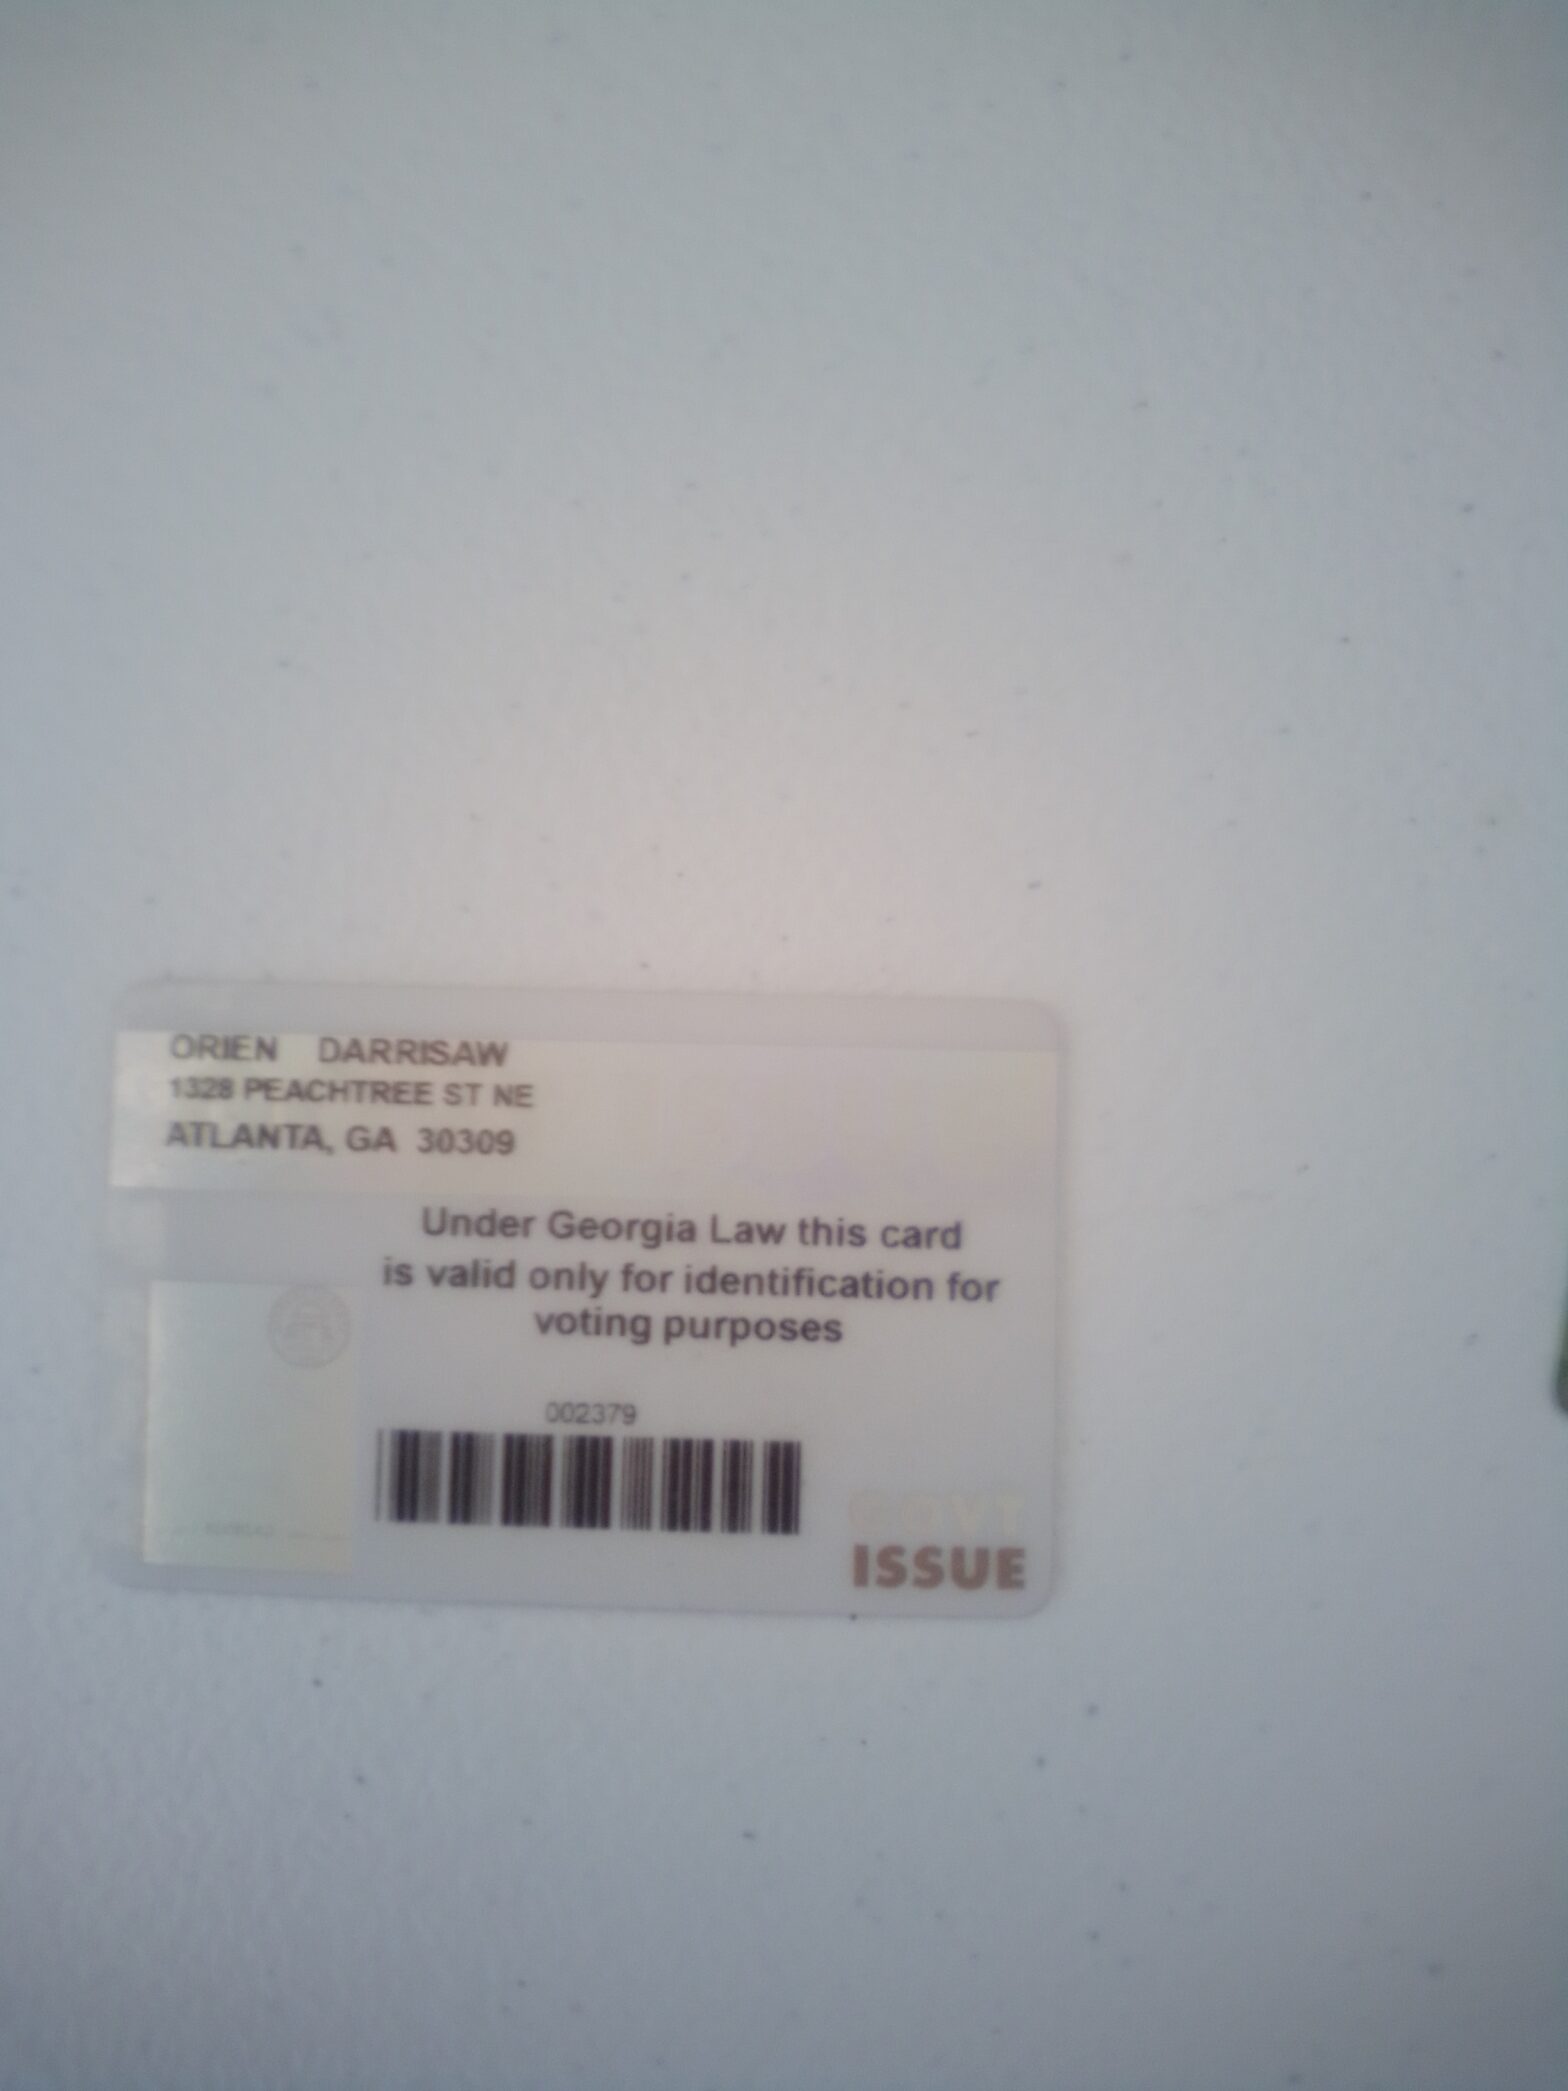 ORIEN DARRISAW
1328 PEACHTREE ST NE
ATLANTA, GA 30309
Under Georgia Law this card
is valid only for identification for
voting purposes
002379
GOVT
ISSUE